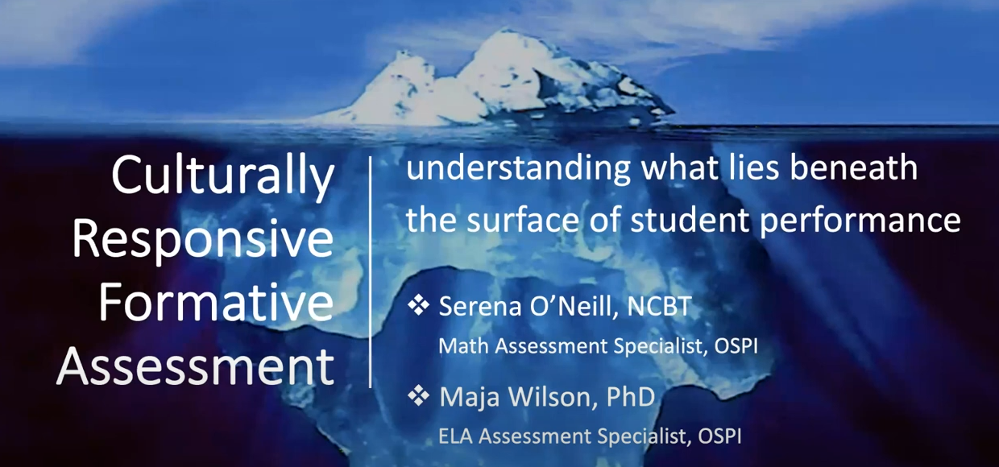 Culturally
Responsive
Formative
Assessment
understanding what lies beneath
the surface of student performance
❖ Serena O’Neill, NCBT
Math Assessment Specialist, OSPI
❖ Maja Wilson, PhD
ELA Assessment Specialist, OSPI